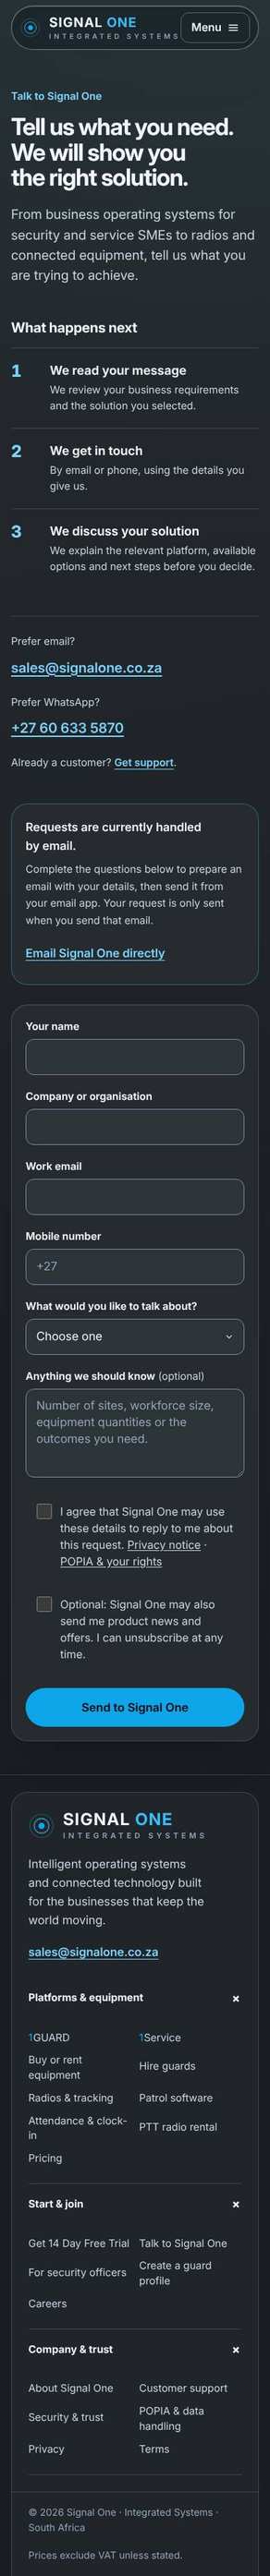 SIGNAL ONE
INTEGRATED SYSTEMS
Menu
Talk to Signal One
Tell us what you need.
We will show you
the right solution.
From business operating systems for
security and service SMEs to radios and
connected equipment, tell us what you
are trying to achieve.
What happens next
1
We read your message
We review your business requirements
and the solution you selected.
2
We get in touch
By email or phone, using the details you
give us.
3
We discuss your solution
We explain the relevant platform, available
options and next steps before you decide.
Prefer email?
sales@signalone.co.za
Prefer WhatsApp?
+27 60 633 5870
Already a customer? Get support.
Requests are currently handled
by email.
Complete the questions below to prepare an
email with your details, then send it from
your email app. Your request is only sent
when you send that email.
Email Signal One directly
Your name
Company or organisation
Work email
Mobile number
+27
What would you like to talk about?
Choose one
Anything we should know (optional)
Number of sites, workforce size,
equipment quantities or the
outcomes you need.
I agree that Signal One may use
these details to reply to me about
this request. Privacy notice ·
POPIA & your rights
Optional: Signal One may also
send me product news and
offers. I can unsubscribe at any
time.
Send to Signal One
SIGNAL ONE
INTEGRATED SYSTEMS
Intelligent operating systems
and connected technology built
for the businesses that keep the
world moving.
sales@signalone.co.za
Platforms & equipment
1GUARD
1Service
Buy or rent
equipment
Hire guards
Radios & tracking
Patrol software
Attendance & clock-
in
PTT radio rental
Pricing
Start & join
Get 14 Day Free Trial
Talk to Signal One
For security officers
Create a guard
profile
Careers
Company & trust
About Signal One
Customer support
Security & trust
POPIA & data
handling
Privacy
Terms
© 2026 Signal One · Integrated Systems ·
South Africa
Prices exclude VAT unless stated.